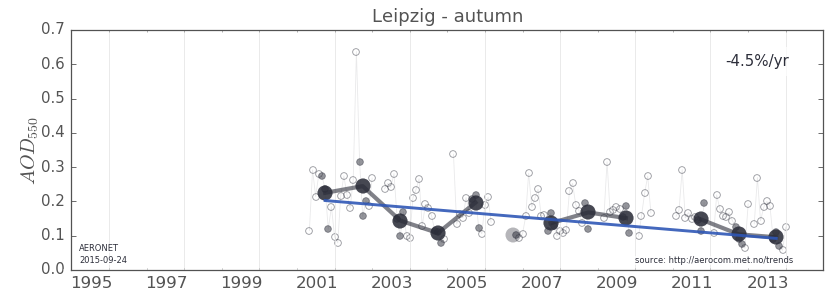 Leipzig - autumn
0.7
0.6
0.5
0.4
0.3
0.2
0.1
0.0
AOD550
-4.5%/yr
AERONET
2015-09-24
source: http://aerocom.met.no/trends
1995 1997 1999 2001 2003 2005 2007 2009 2011 2013